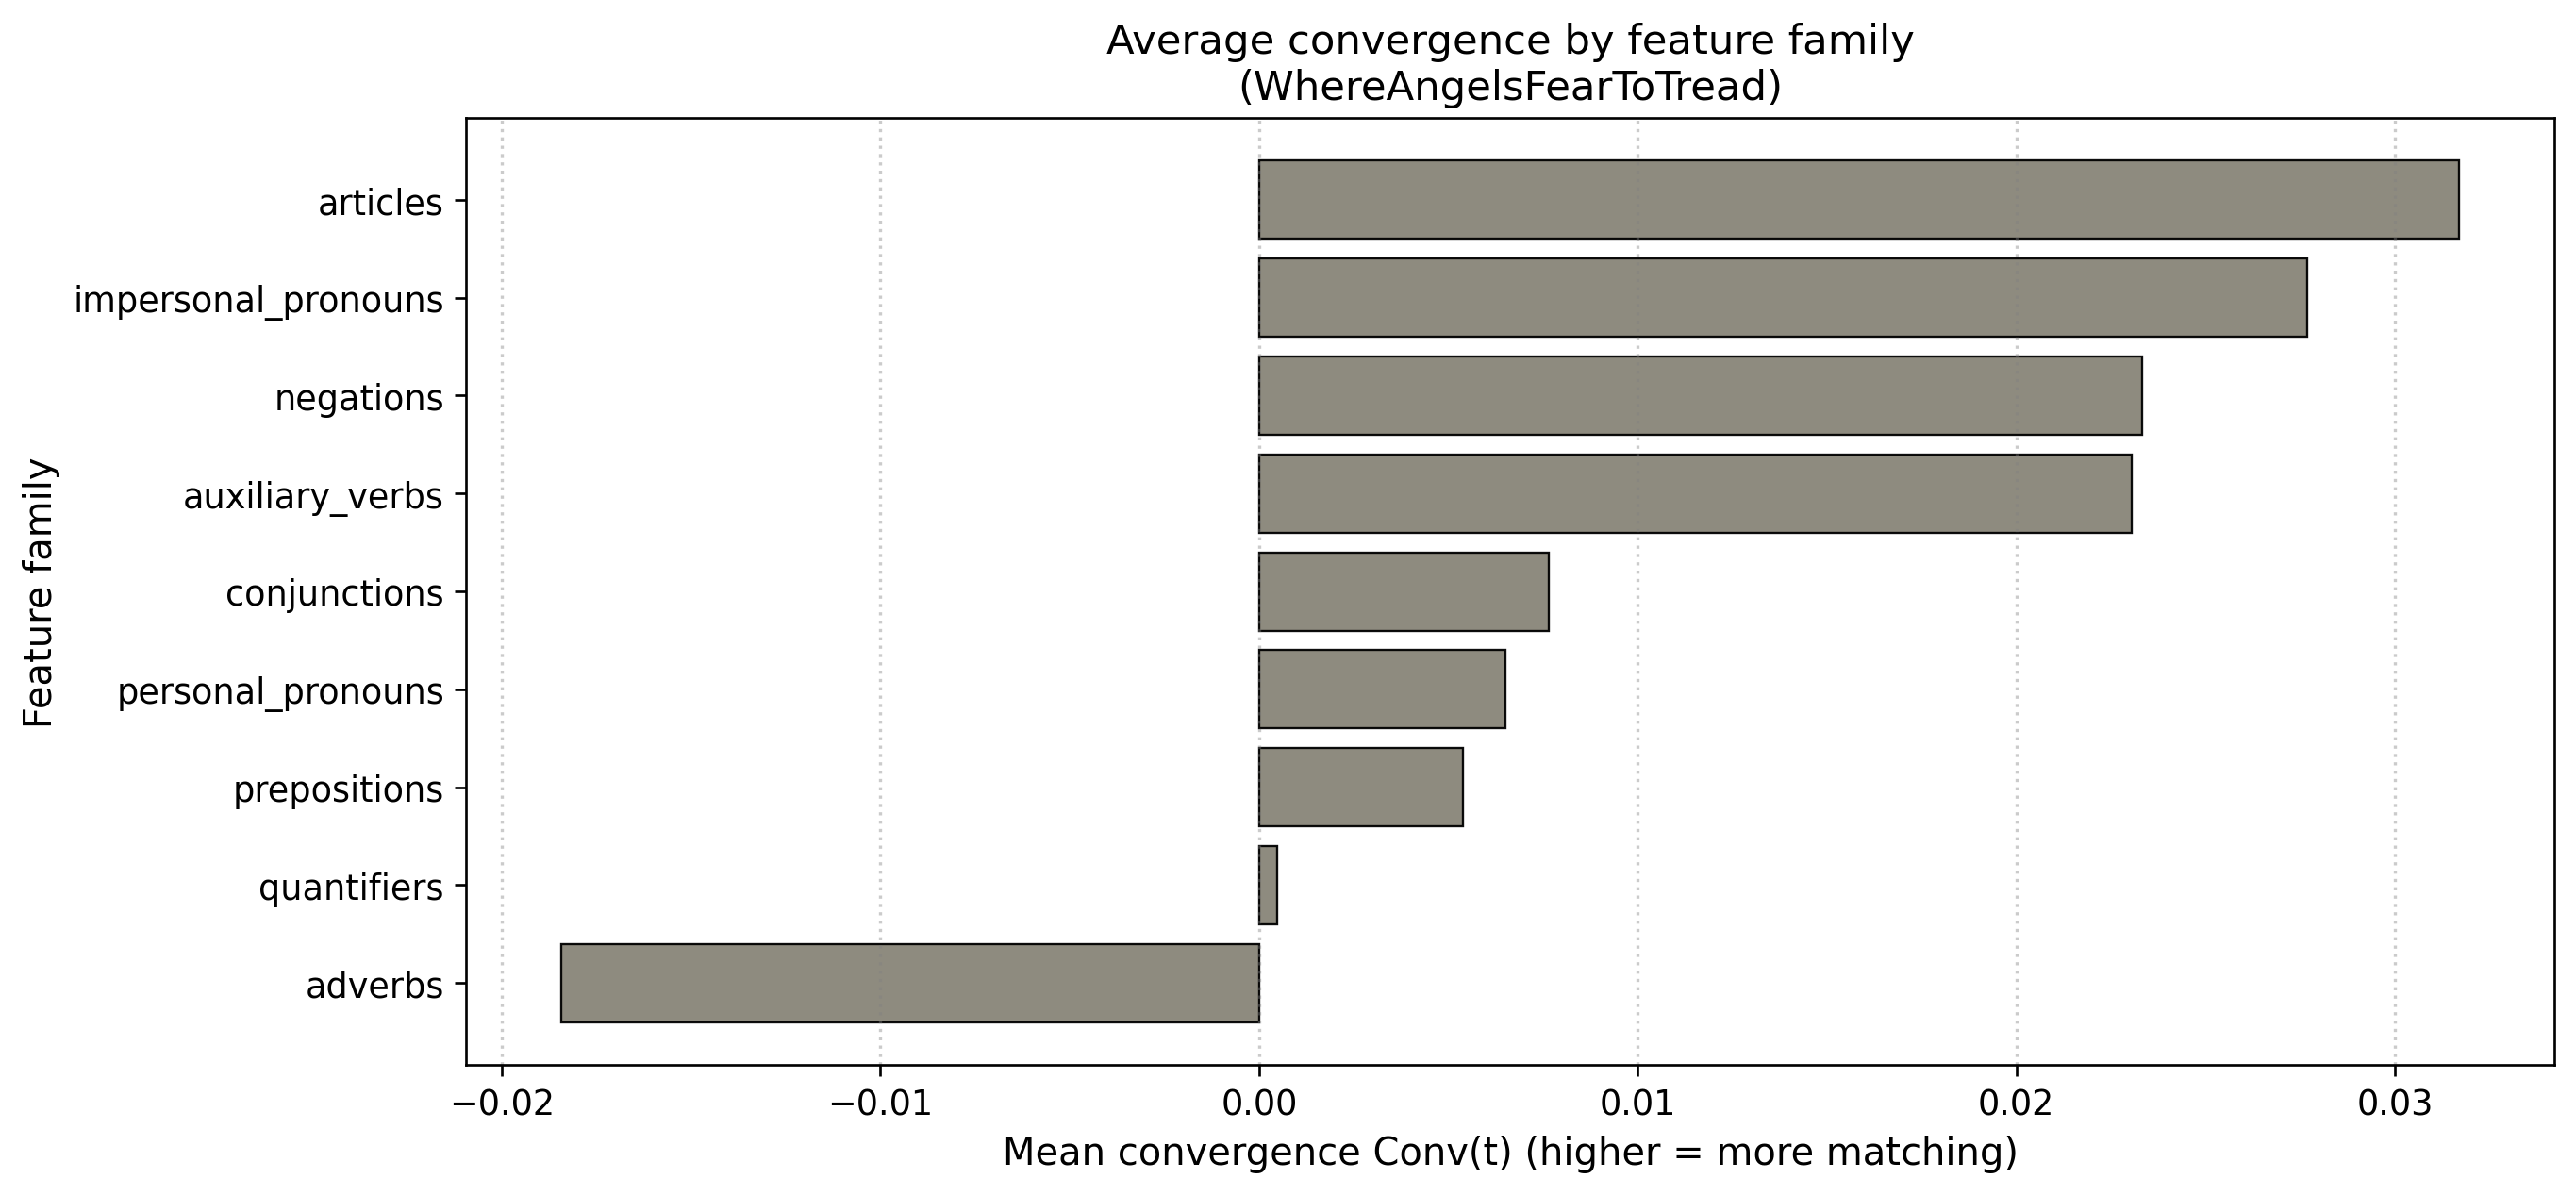 Average convergence by feature family
(WhereAngelsFearToTread)
articles
impersonal_pronouns
negations
auxiliary_verbs
conjunctions
personal_pronouns
prepositions
quantifiers
adverbs
Feature family
−0.02
−0.01
0.00
0.01
0.02
0.03
Mean convergence Conv(t) (higher = more matching)